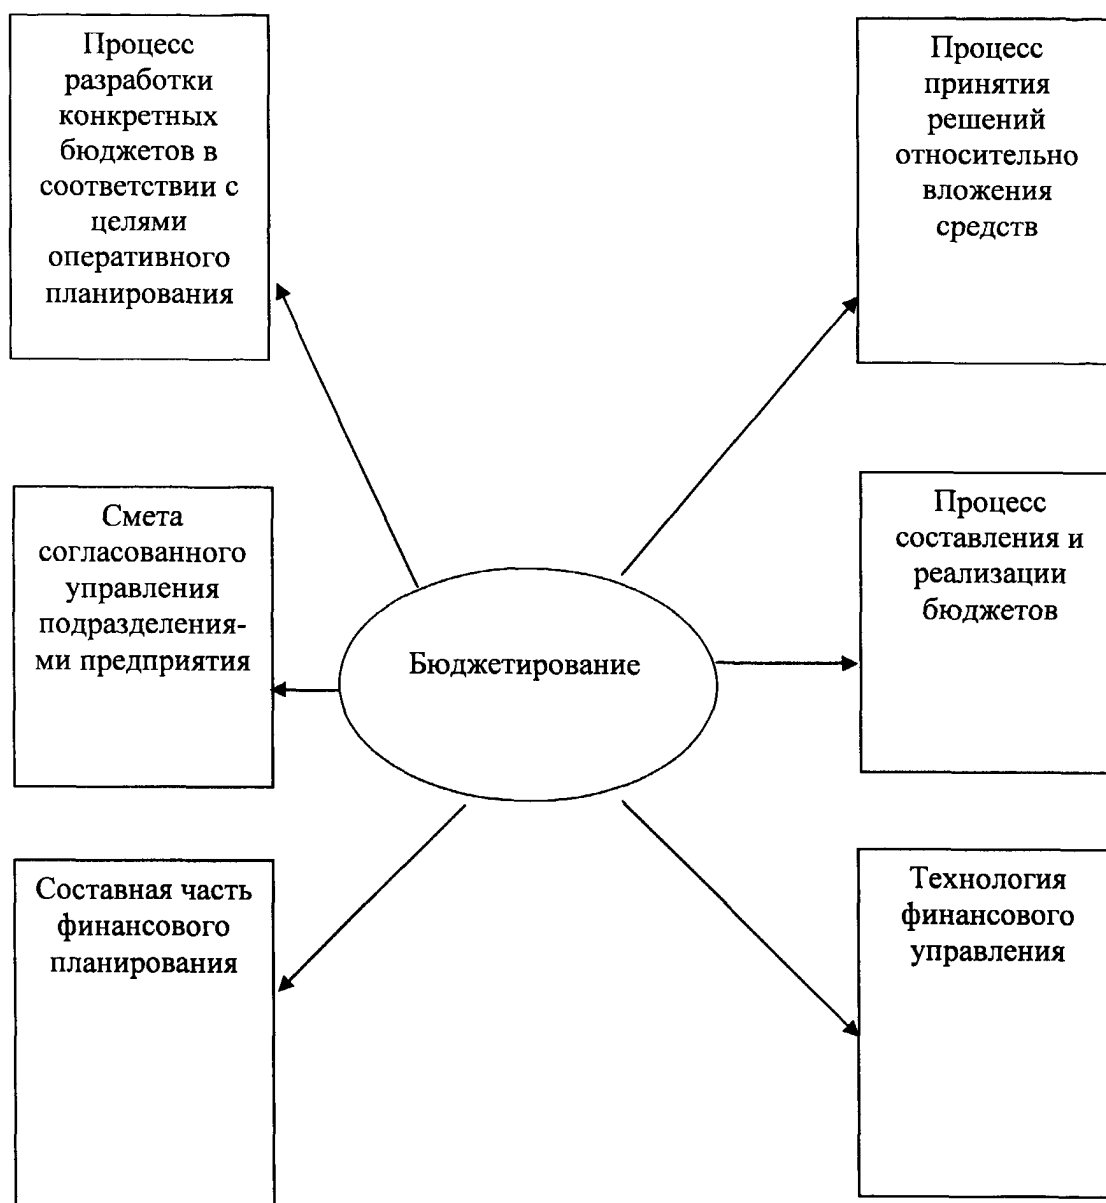 Процесс
разработки
конкретных
бюджетов в
соответствии с
целями
оперативного
планирования
Процесс
принятия
решений
относительно
вложения
средств
Смета
согласованного
управления
подразделения-
ми предприятия
Бюджетирование
Процесс
составления и
реализации
бюджетов
Составная часть
финансового
планирования
Технология
финансового
управления